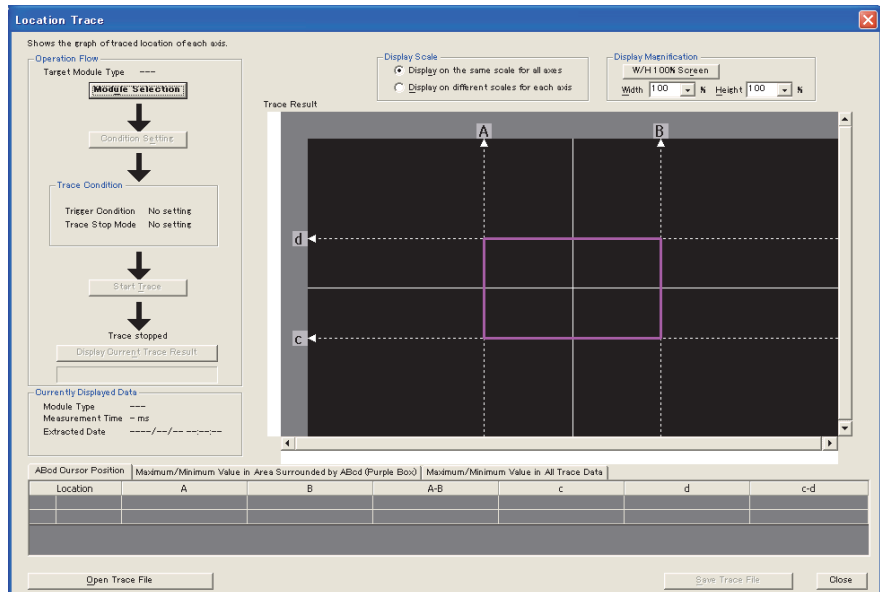 Location Trace
Shows the graph of traced location of each axis.
Operation Flow
Target Module Type ---
Module Selection
Condition Setting
Trace Condition
Trigger Condition No setting
Trace Stop Mode No setting
Start Trace
Trace stopped
Display Current Trace Result
Currently Displayed Data
Module Type ---
Measurement Time - ms
Extracted Date ----/--/-- --:--:--
Display Scale
Display on the same scale for all axes
Display on different scales for each axis
Display Magnification
W/H 100% Screen
Width 100 % Height 100 %
Trace Result
A B
d
c
ABcd Cursor Position Maximum/Minimum Value in Area Surrounded by ABcd (Purple Box) Maximum/Minimum Value in All Trace Data
Location A B A-B c d c-d
Open Trace File Save Trace File Close